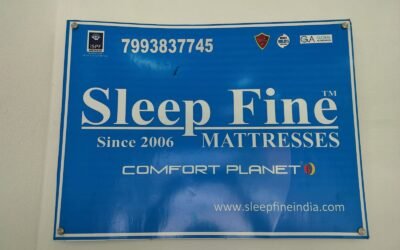 7993837745
Sleep Fine™
Since 2006 MATTRESSES
COMFORT PLANET
www.sleepfineindia.com